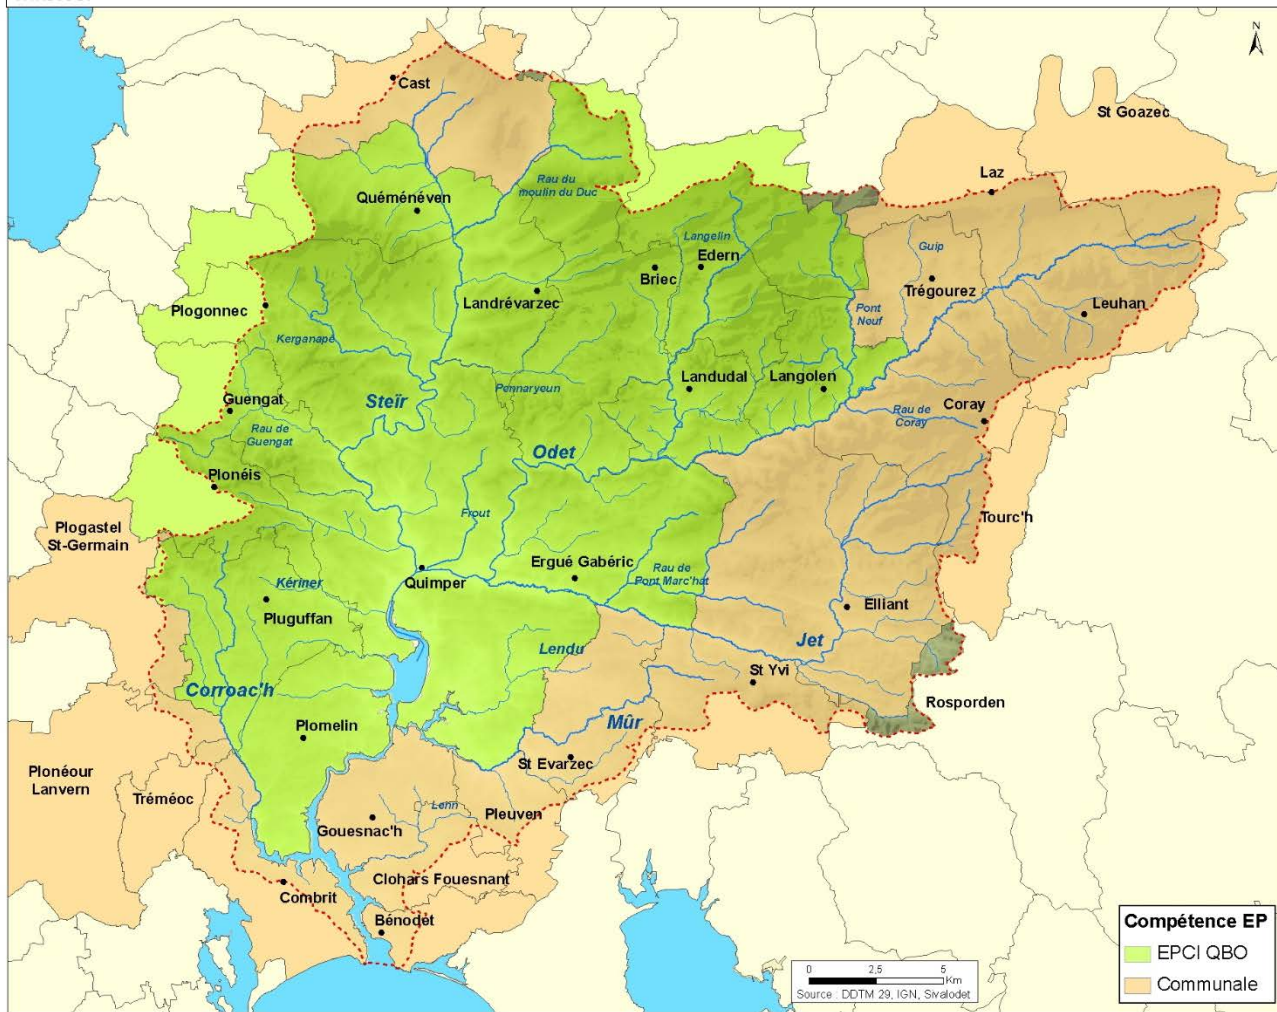 N
Cast
St Goazec
Laz
Rau du
moulin du Duc
Quéménéven
Langelin
Edern
Guip
Briec
Trégourez
Landrévarzec
Plogonnec
Leuhan
Pont
Neuf
Kerganapé
Pennaryeun
Landudal
Langolen
Steïr
Guengat
Coray
Rau de
Coray
Rau de
Guengat
Odet
Plonéis
Frout
Tourc'h
Plogastel
St-Germain
Ergué Gabéric
Rau de
Pont Marc'hat
Quimper
Kériner
Pluguffan
Elliant
Jet
Lendu
St Yvi
Corroac'h
Rosporden
Mûr
Plomelin
St Evarzec
Plonéour
Lanvern
Tréméoc
Lenn
Pleuven
Gouesnac'h
Clohars Fouesnant
Combrit
Bénodet
Compétence EP
EPCI QBO
Communale
0 2,5 5
Km
Source : DDTM 29, IGN, Sivalodet